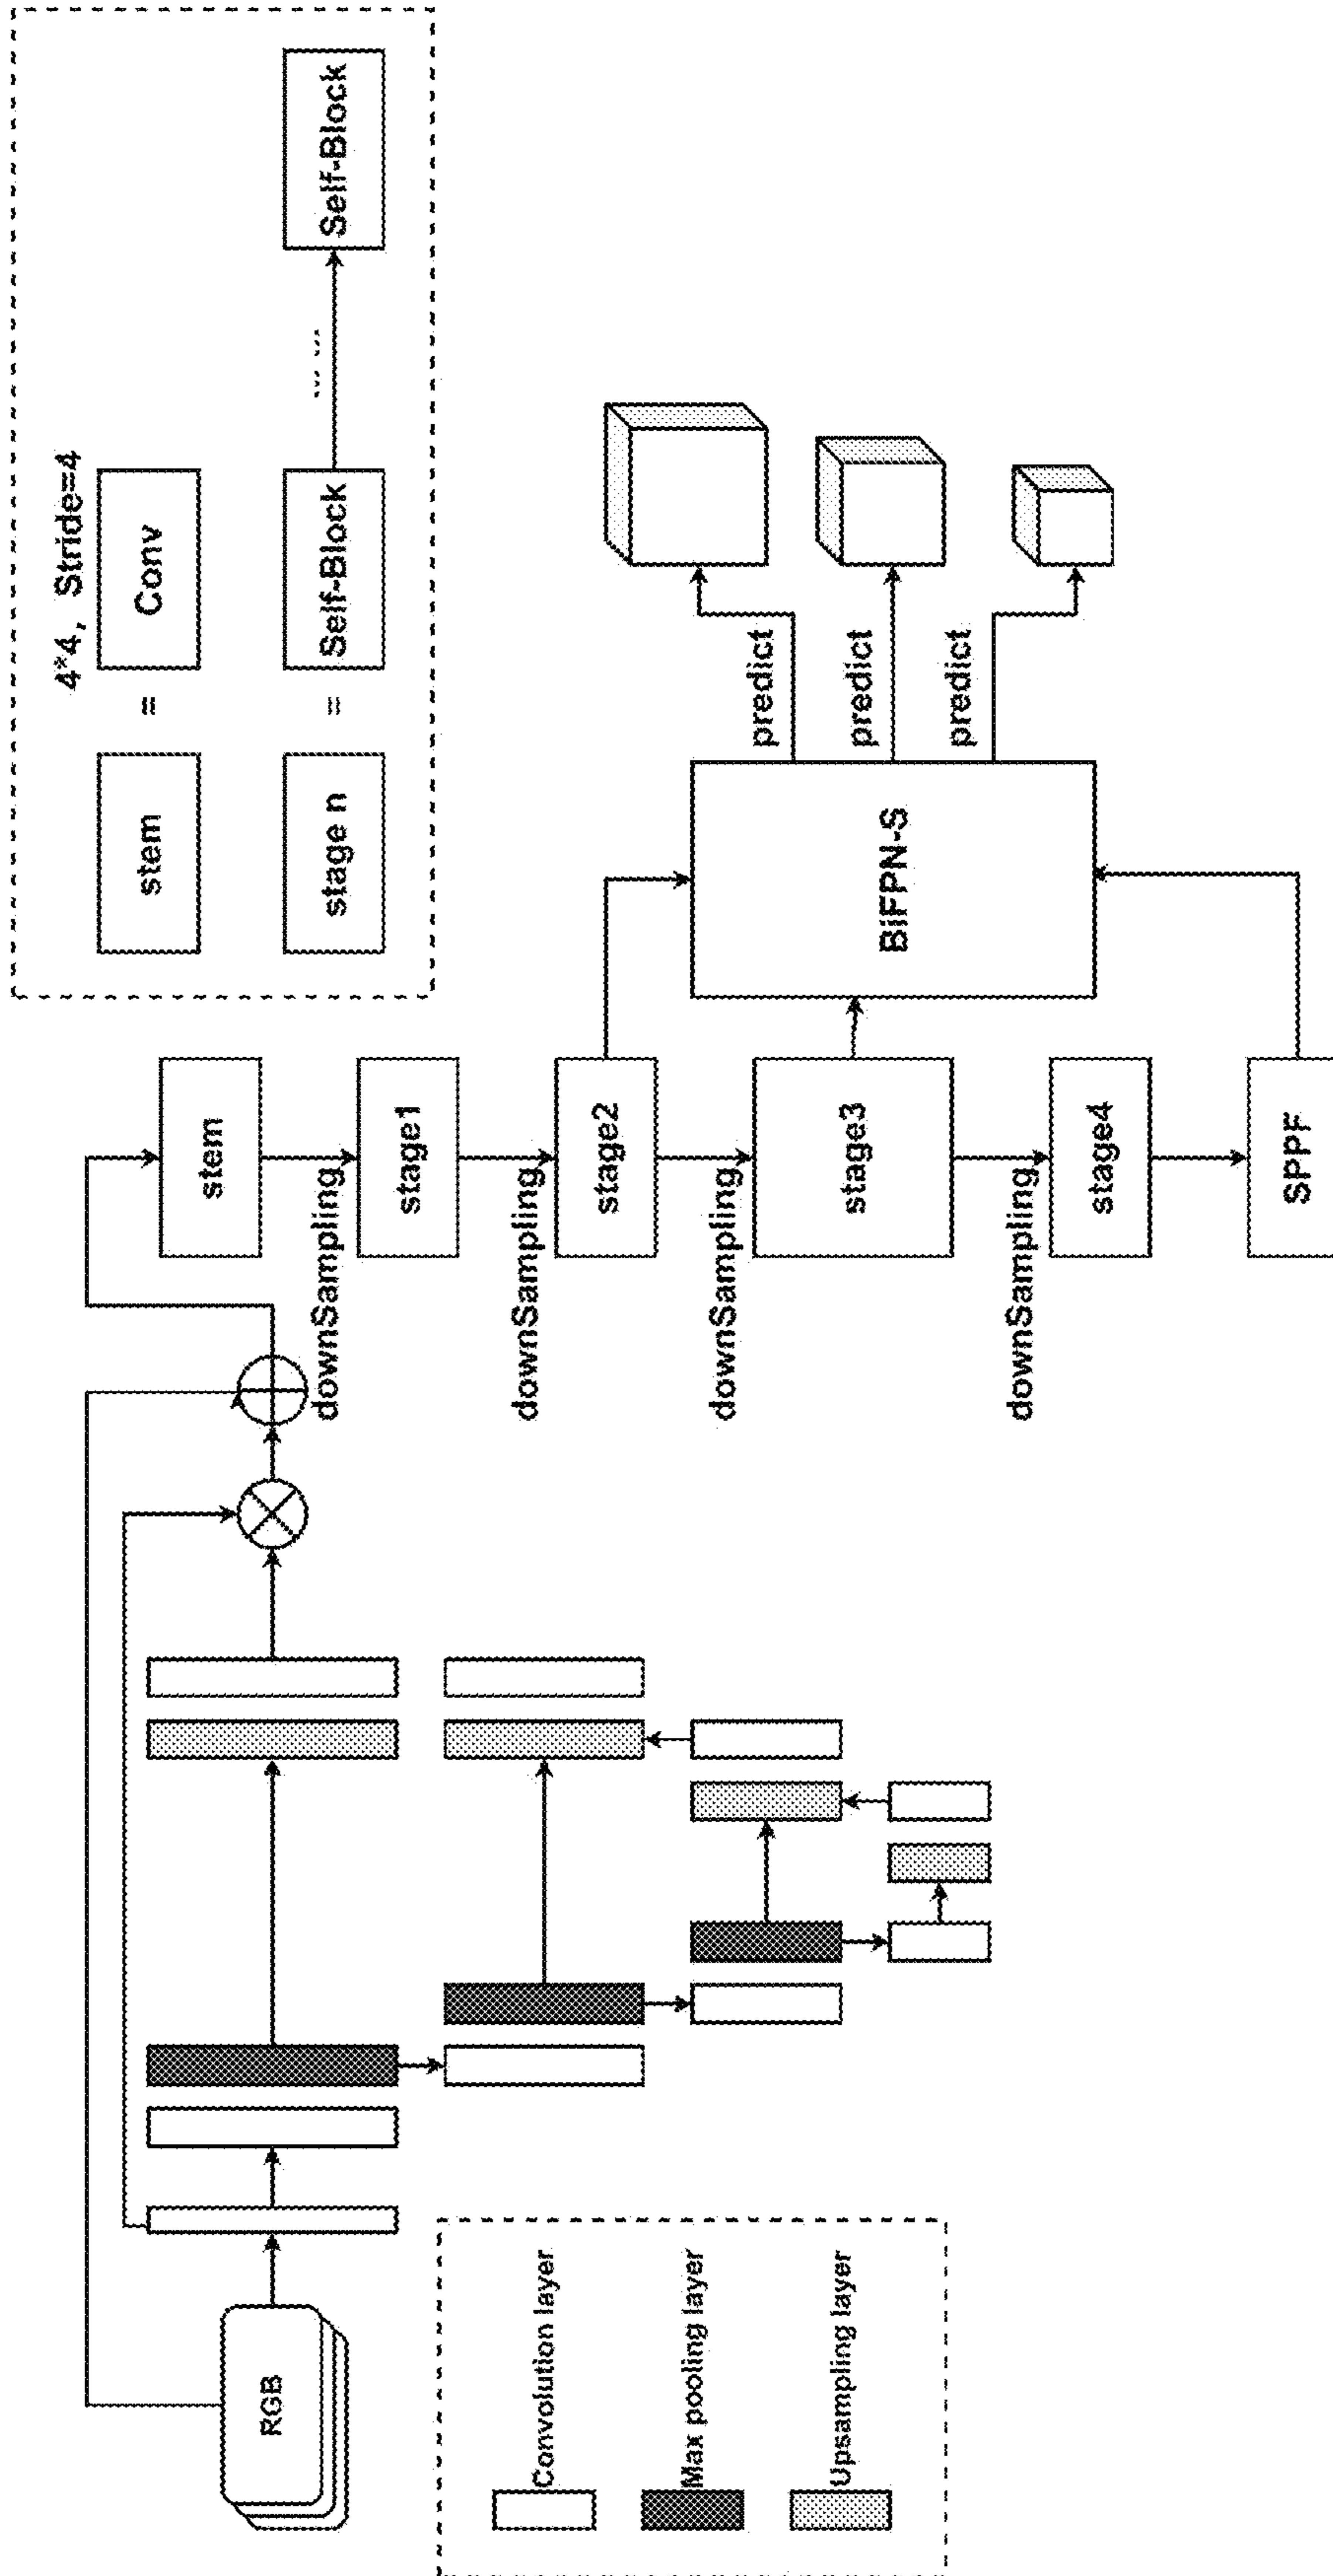 4*4, Stride=4
stem
=
Conv
stage n
=
Self-Block
Self-Block
RGB
stem
downSampling
stage1
downSampling
stage2
downSampling
stage3
downSampling
stage4
SPPF
BiFPN-S
predict
predict
predict
Convolution layer
Max pooling layer
Upsampling layer